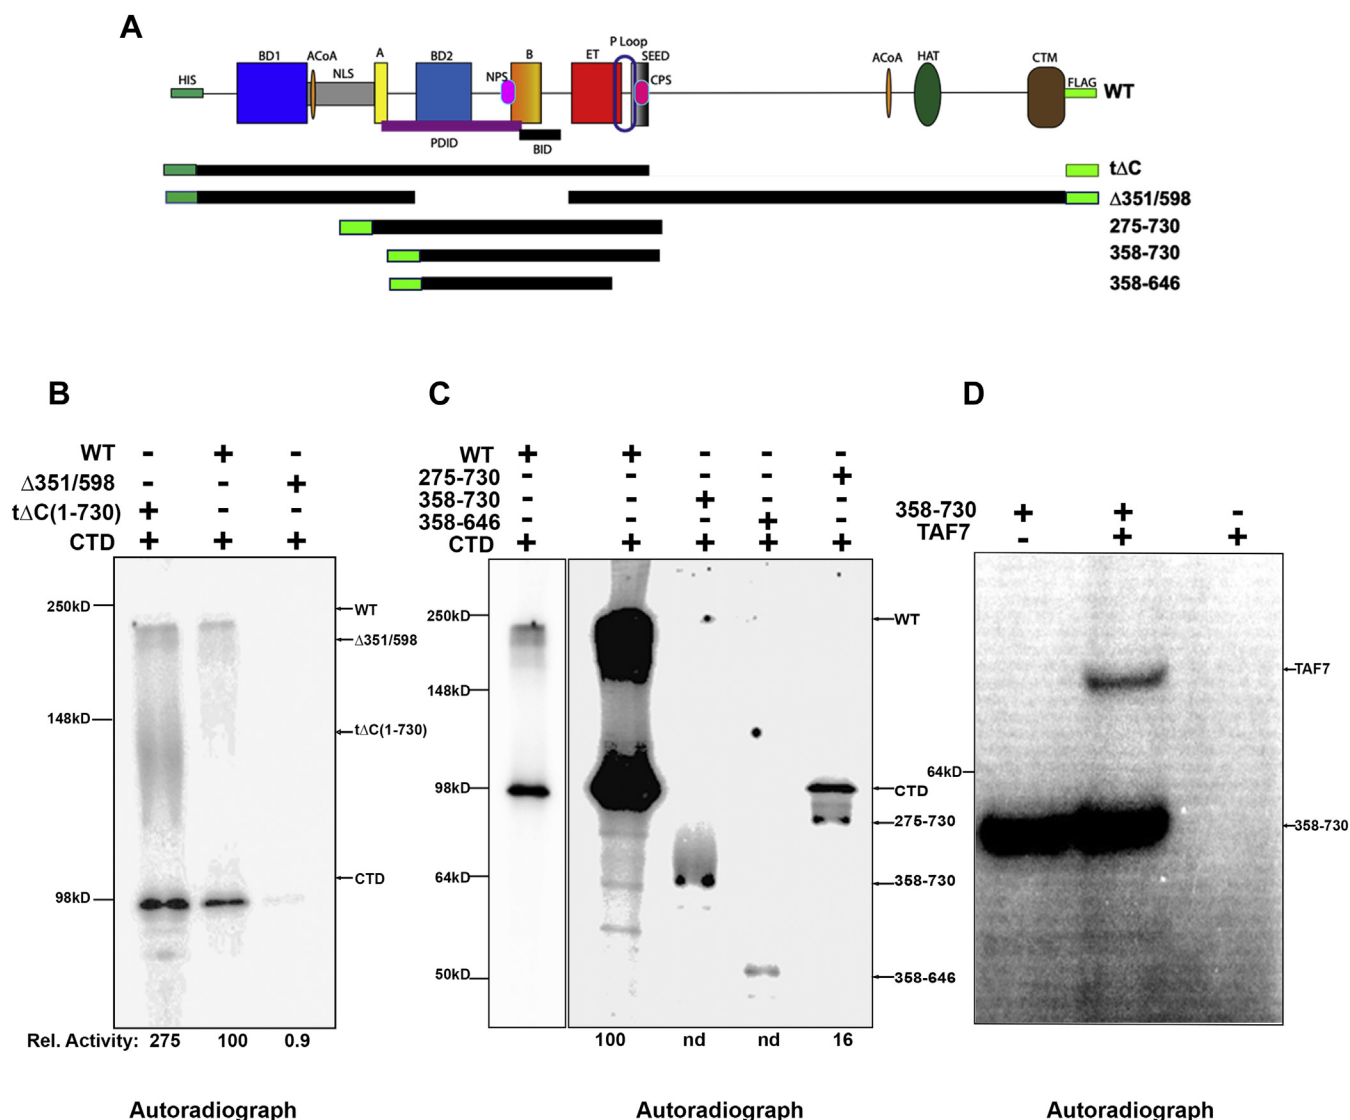 A
P Loop
BD1 ACoA A BD2 B ET SEED ACoA HAT CTM
HIS NLS NPS CPS FLAG WT
PDID BID
tΔC
Δ351/598
275-730
358-730
358-646
B
WT - + -
Δ351/598 - - +
tΔC(1-730) + - -
CTD + + +
250kD
148kD
98kD
WT
Δ351/598
tΔC(1-730)
CTD
Rel. Activity: 275 100 0.9
Autoradiograph
C
WT + + - - -
275-730 - - - - +
358-730 - - + - -
358-646 - - - + -
CTD + + + + +
250kD
148kD
98kD
64kD
50kD
WT
CTD
275-730
358-730
358-646
100 nd nd 16
Autoradiograph
D
358-730 + + -
TAF7 - + +
64kD
TAF7
358-730
Autoradiograph